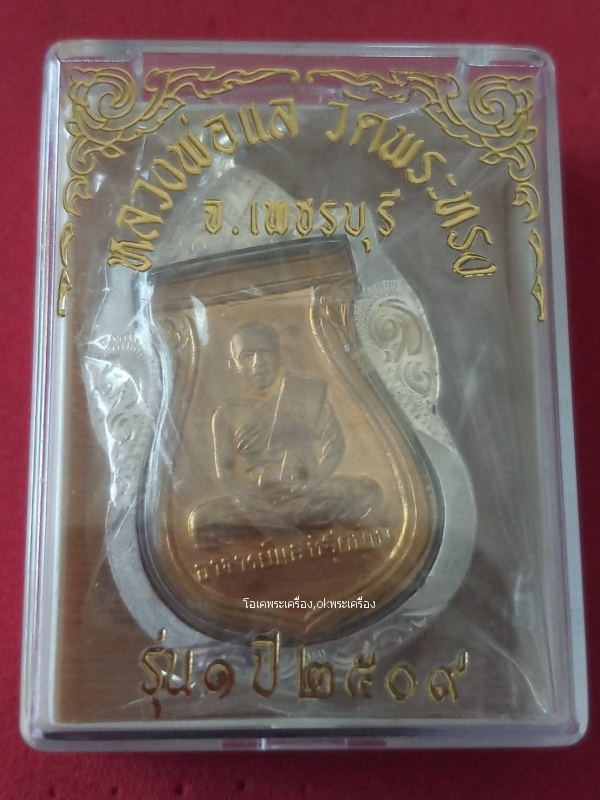 หลวงพ่อแล วัดพระทรง
จ.เพชรบุรี
โอเคพระเครื่อง,okพระเครื่อง
รุ่น ๑ ปี ๒๕๐๙